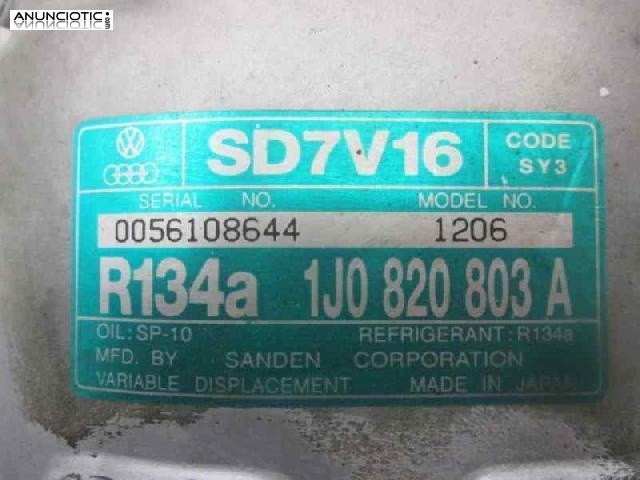 ANUNCIOTIC.com
SD7V16
CODE
SY3
SERIAL NO. MODEL NO.
0056108644 1206
R134a 1J0 820 803 A
OIL: SP-10 REFRIGERANT: R134a
MFD. BY SANDEN CORPORATION
VARIABLE DISPLACEMENT MADE IN JAPAN